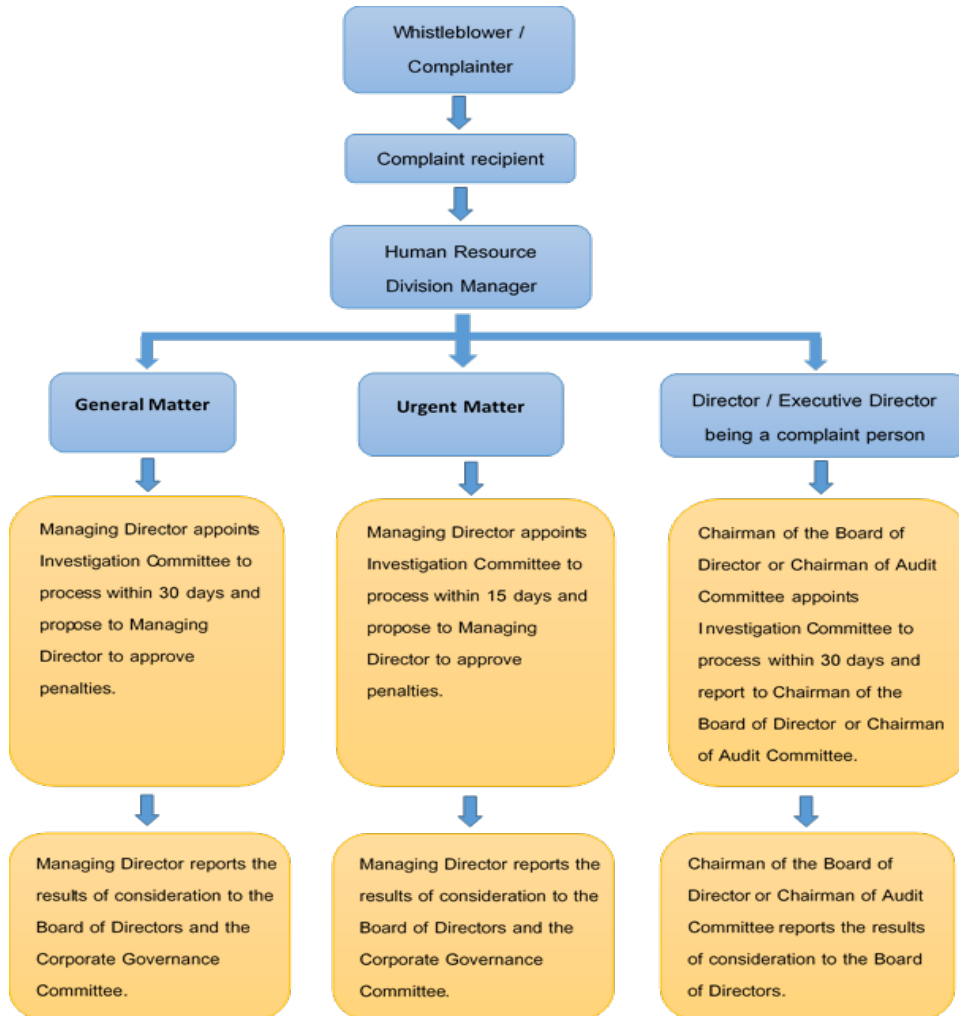 Whistleblower /
Complainter
Complaint recipient
Human Resource
Division Manager
General Matter
Urgent Matter
Director / Executive Director
being a complaint person
Managing Director appoints
Investigation Committee to
process within 30 days and
propose to Managing
Director to approve
penalties.
Managing Director appoints
Investigation Committee to
process within 15 days and
propose to Managing
Director to approve
penalties.
Chairman of the Board of
Director or Chairman of Audit
Committee appoints
Investigation Committee to
process within 30 days and
report to Chairman of the
Board of Director or Chairman
of Audit Committee.
Managing Director reports the
results of consideration to the
Board of Directors and the
Corporate Governance
Committee.
Managing Director reports the
results of consideration to the
Board of Directors and the
Corporate Governance
Committee.
Chairman of the Board of
Director or Chairman of Audit
Committee reports the results
of consideration to the Board
of Directors.